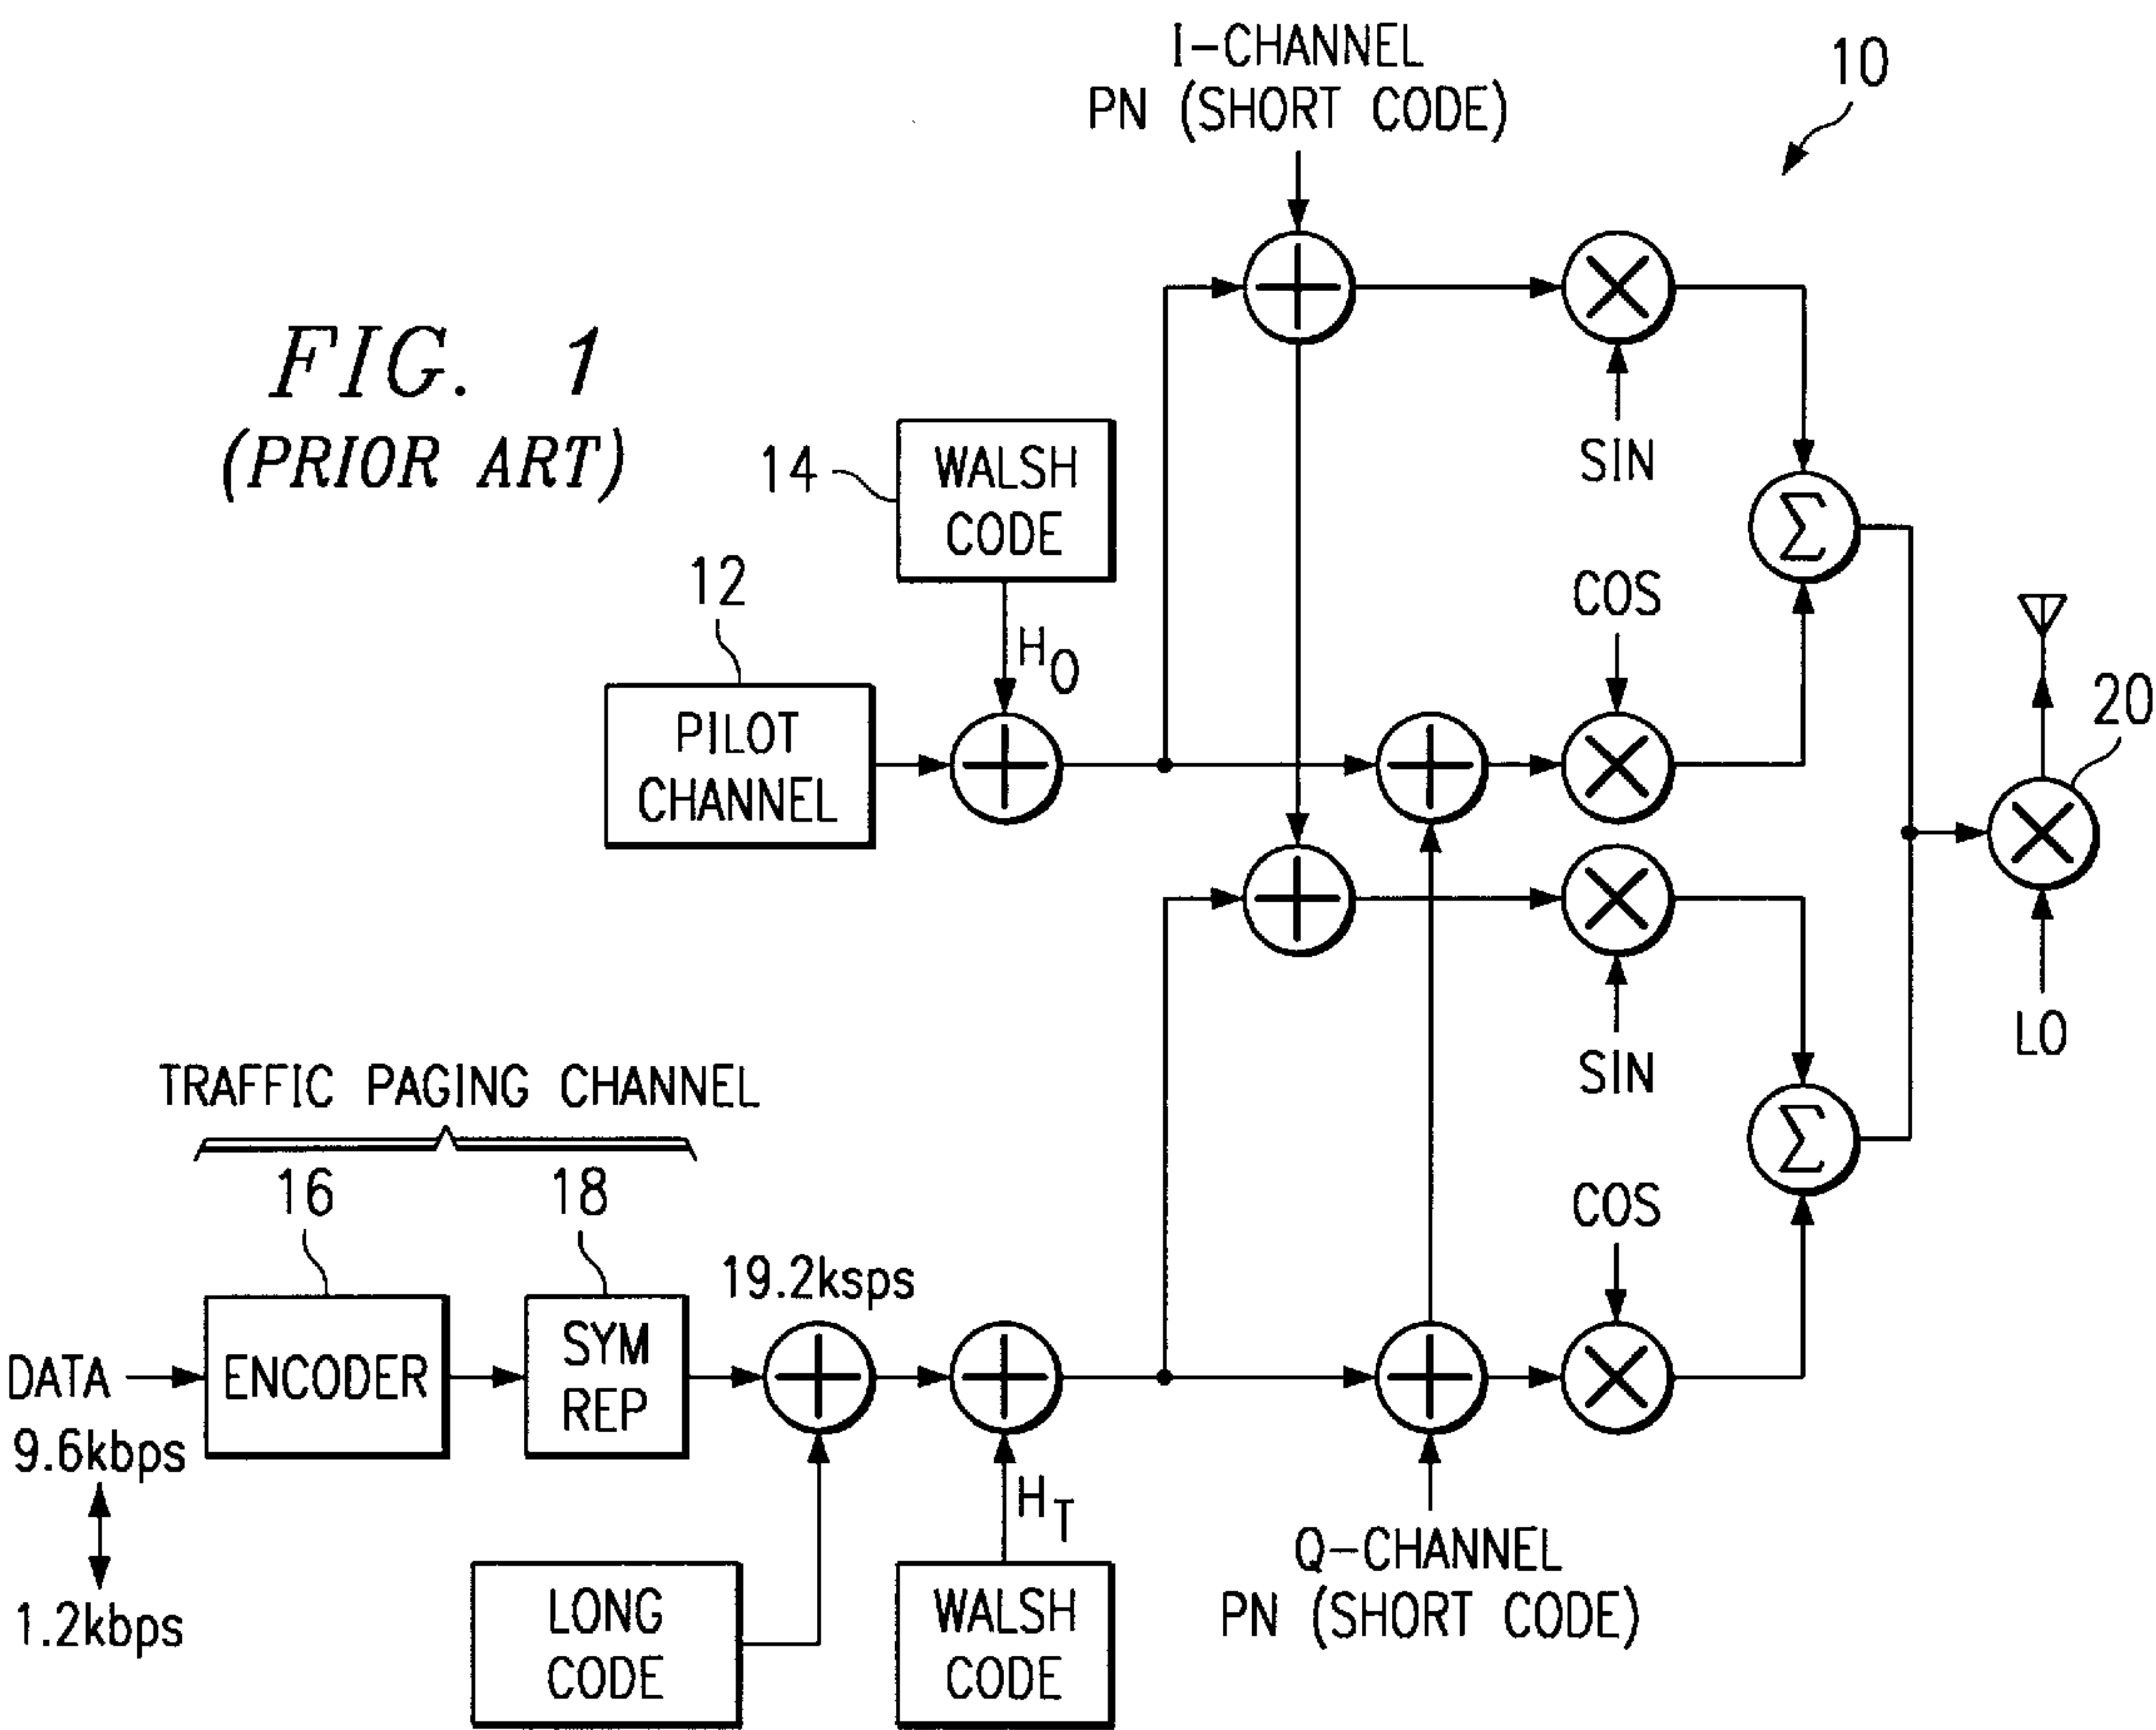 I-CHANNEL
PN (SHORT CODE)
10
FIG. 1
(PRIOR ART)
14
WALSH
CODE
SIN
Σ
12
H0
COS
PILOT
CHANNEL
20
LO
SIN
TRAFFIC PAGING CHANNEL
Σ
16
18
COS
19.2ksps
DATA
ENCODER
SYM
REP
9.6kbps
1.2kbps
HT
LONG
CODE
WALSH
CODE
Q-CHANNEL
PN (SHORT CODE)